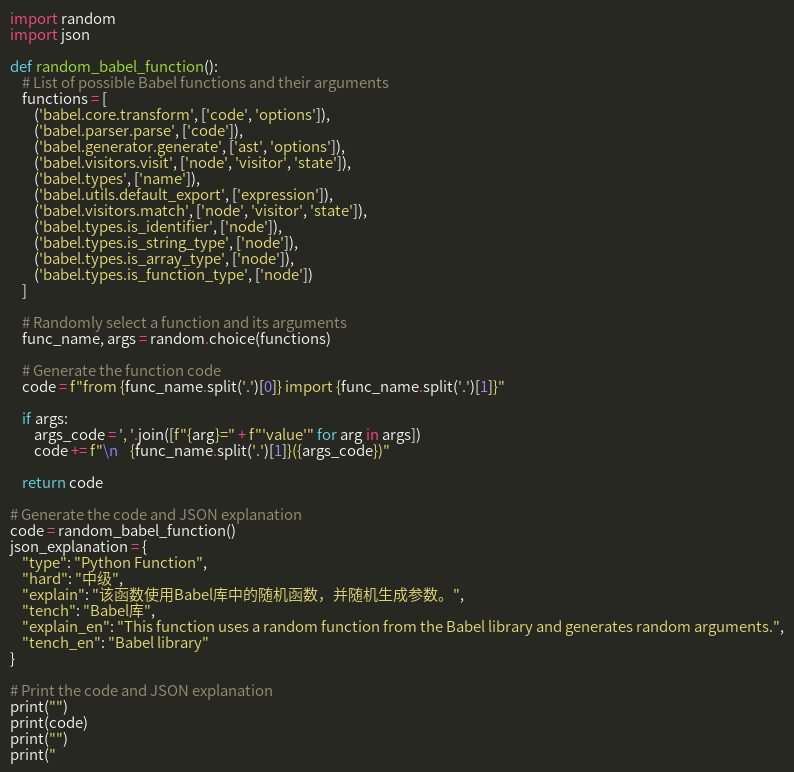 import random
import json

def random_babel_function():
    # List of possible Babel functions and their arguments
    functions = [
        ('babel.core.transform', ['code', 'options']),
        ('babel.parser.parse', ['code']),
        ('babel.generator.generate', ['ast', 'options']),
        ('babel.visitors.visit', ['node', 'visitor', 'state']),
        ('babel.types', ['name']),
        ('babel.utils.default_export', ['expression']),
        ('babel.visitors.match', ['node', 'visitor', 'state']),
        ('babel.types.is_identifier', ['node']),
        ('babel.types.is_string_type', ['node']),
        ('babel.types.is_array_type', ['node']),
        ('babel.types.is_function_type', ['node'])
    ]

    # Randomly select a function and its arguments
    func_name, args = random.choice(functions)

    # Generate the function code
    code = f"from {func_name.split('.')[0]} import {func_name.split('.')[1]}"

    if args:
        args_code = ', '.join([f"{arg}=" + f"'value'" for arg in args])
        code += f"\n    {func_name.split('.')[1]}({args_code})"

    return code

# Generate the code and JSON explanation
code = random_babel_function()
json_explanation = {
    "type": "Python Function",
    "hard": "中级",
    "explain": "该函数使用Babel库中的随机函数，并随机生成参数。",
    "tench": "Babel库",
    "explain_en": "This function uses a random function from the Babel library and generates random arguments.",
    "tench_en": "Babel library"
}

# Print the code and JSON explanation
print("")
print(code)
print("")
print("